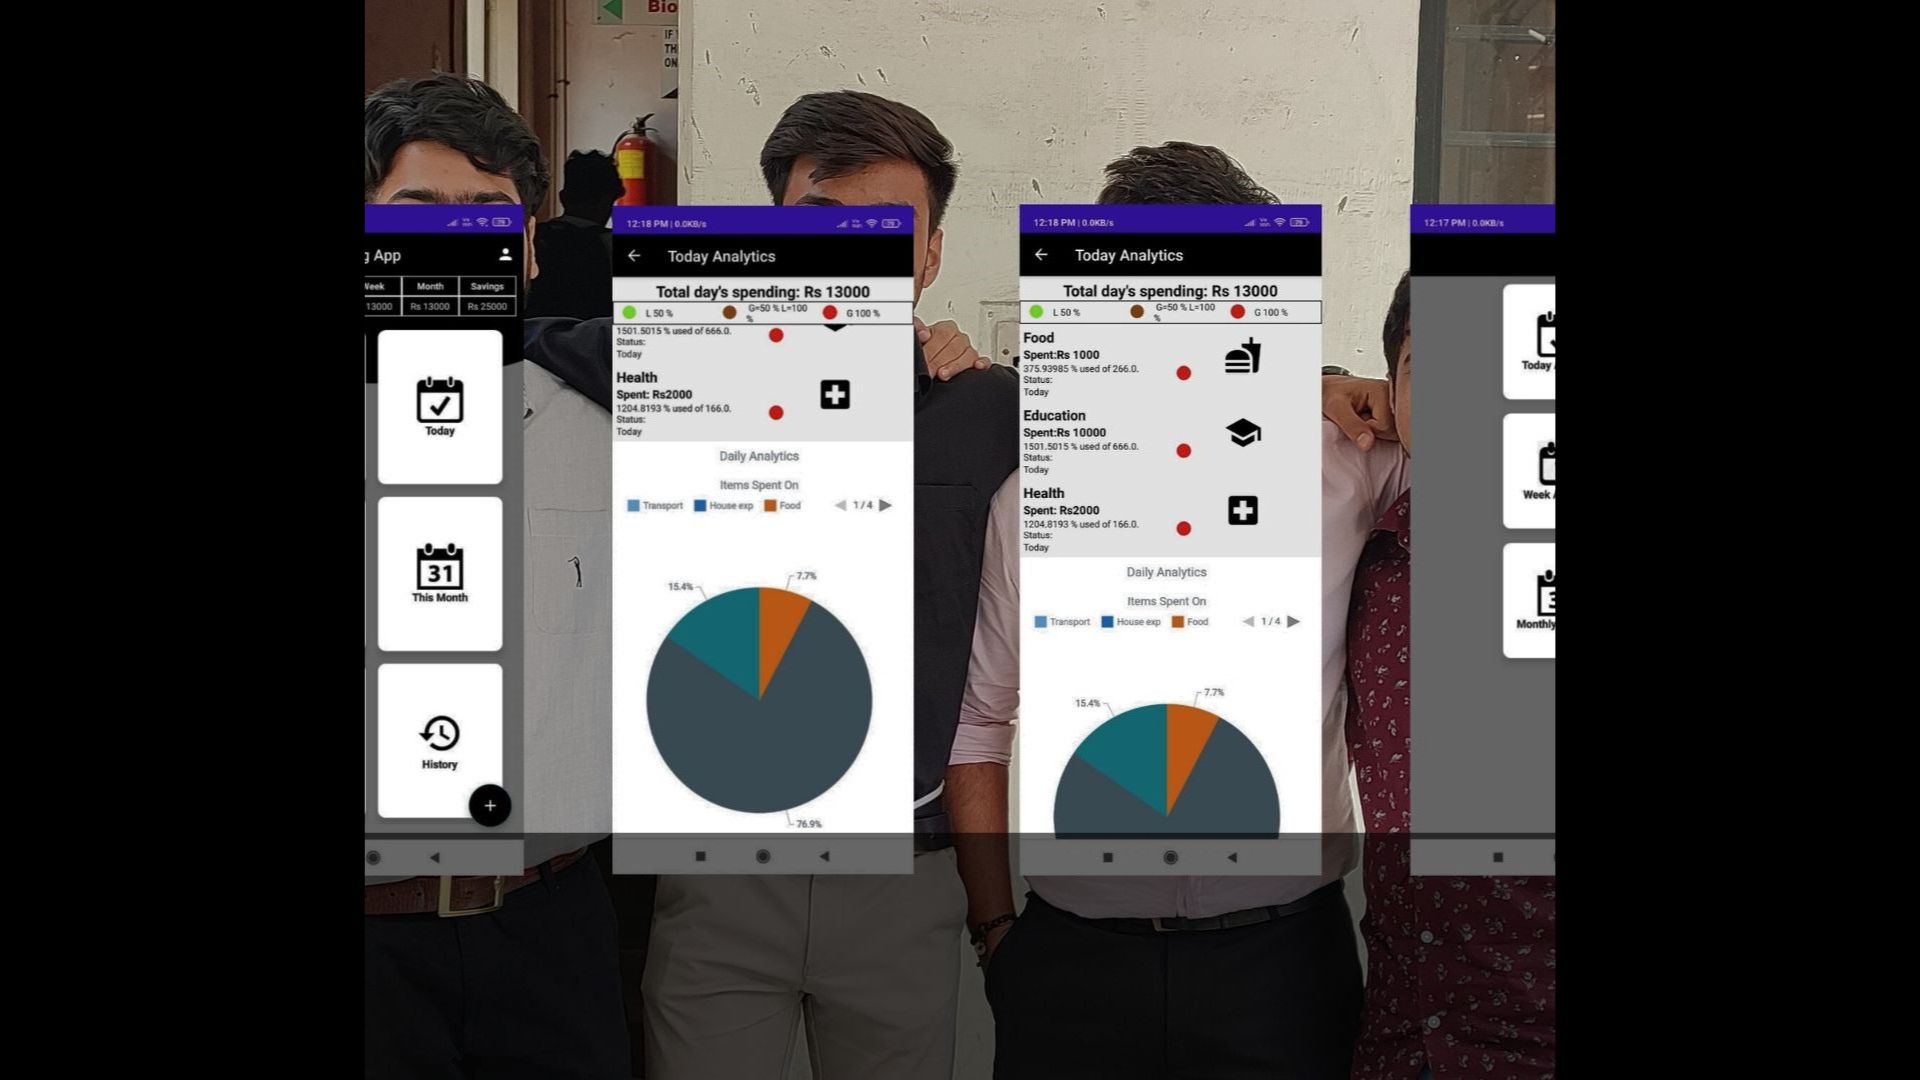 Bio
IF
TH
ON
g App
Week Month Savings
13000 Rs 13000 Rs 25000
Today
31
This Month
History
+
12:18 PM | 0.0KB/s
Today Analytics
Total day's spending: Rs 13000
L 50 %
G=50 % L=100
%
G 100 %
1501.5015 % used of 666.0.
Status:
Today
Health
Spent: Rs2000
1204.8193 % used of 166.0.
Status:
Today
Daily Analytics
Items Spent On
Transport House exp Food 1/4
15.4%
7.7%
76.9%
12:18 PM | 0.0KB/s
Today Analytics
Total day's spending: Rs 13000
L 50 %
G=50 % L=100
%
G 100 %
Food
Spent:Rs 1000
375.93985 % used of 266.0.
Status:
Today
Education
Spent:Rs 10000
1501.5015 % used of 666.0.
Status:
Today
Health
Spent: Rs2000
1204.8193 % used of 166.0.
Status:
Today
Daily Analytics
Items Spent On
Transport House exp Food 1/4
15.4%
7.7%
12:17 PM | 0.0KB/s
Today
Week
Monthly